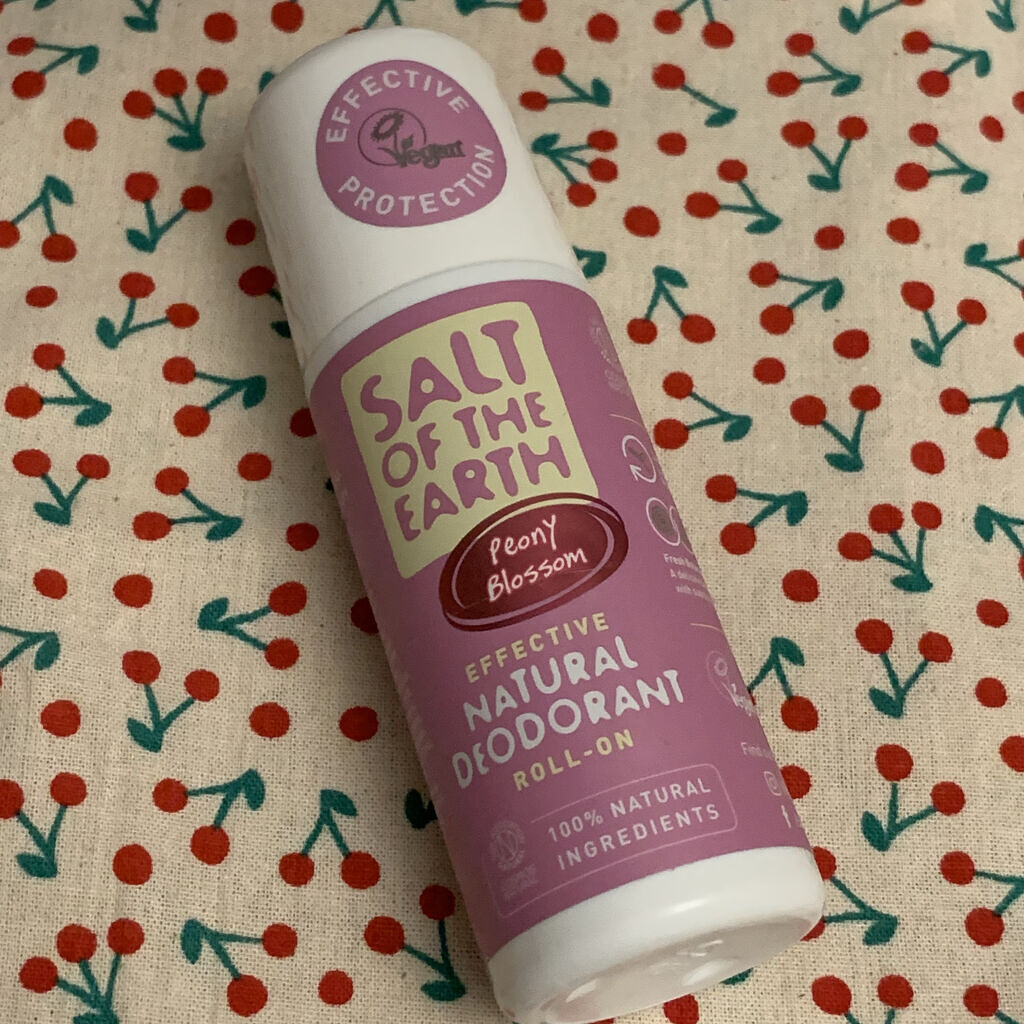 EFFECTIVE
Vegan
PROTECTION
SALT
OF THE
EARTH
Peony
Blossom
EFFECTIVE
NATURAL
DEODORANT
ROLL-ON
100% NATURAL
INGREDIENTS